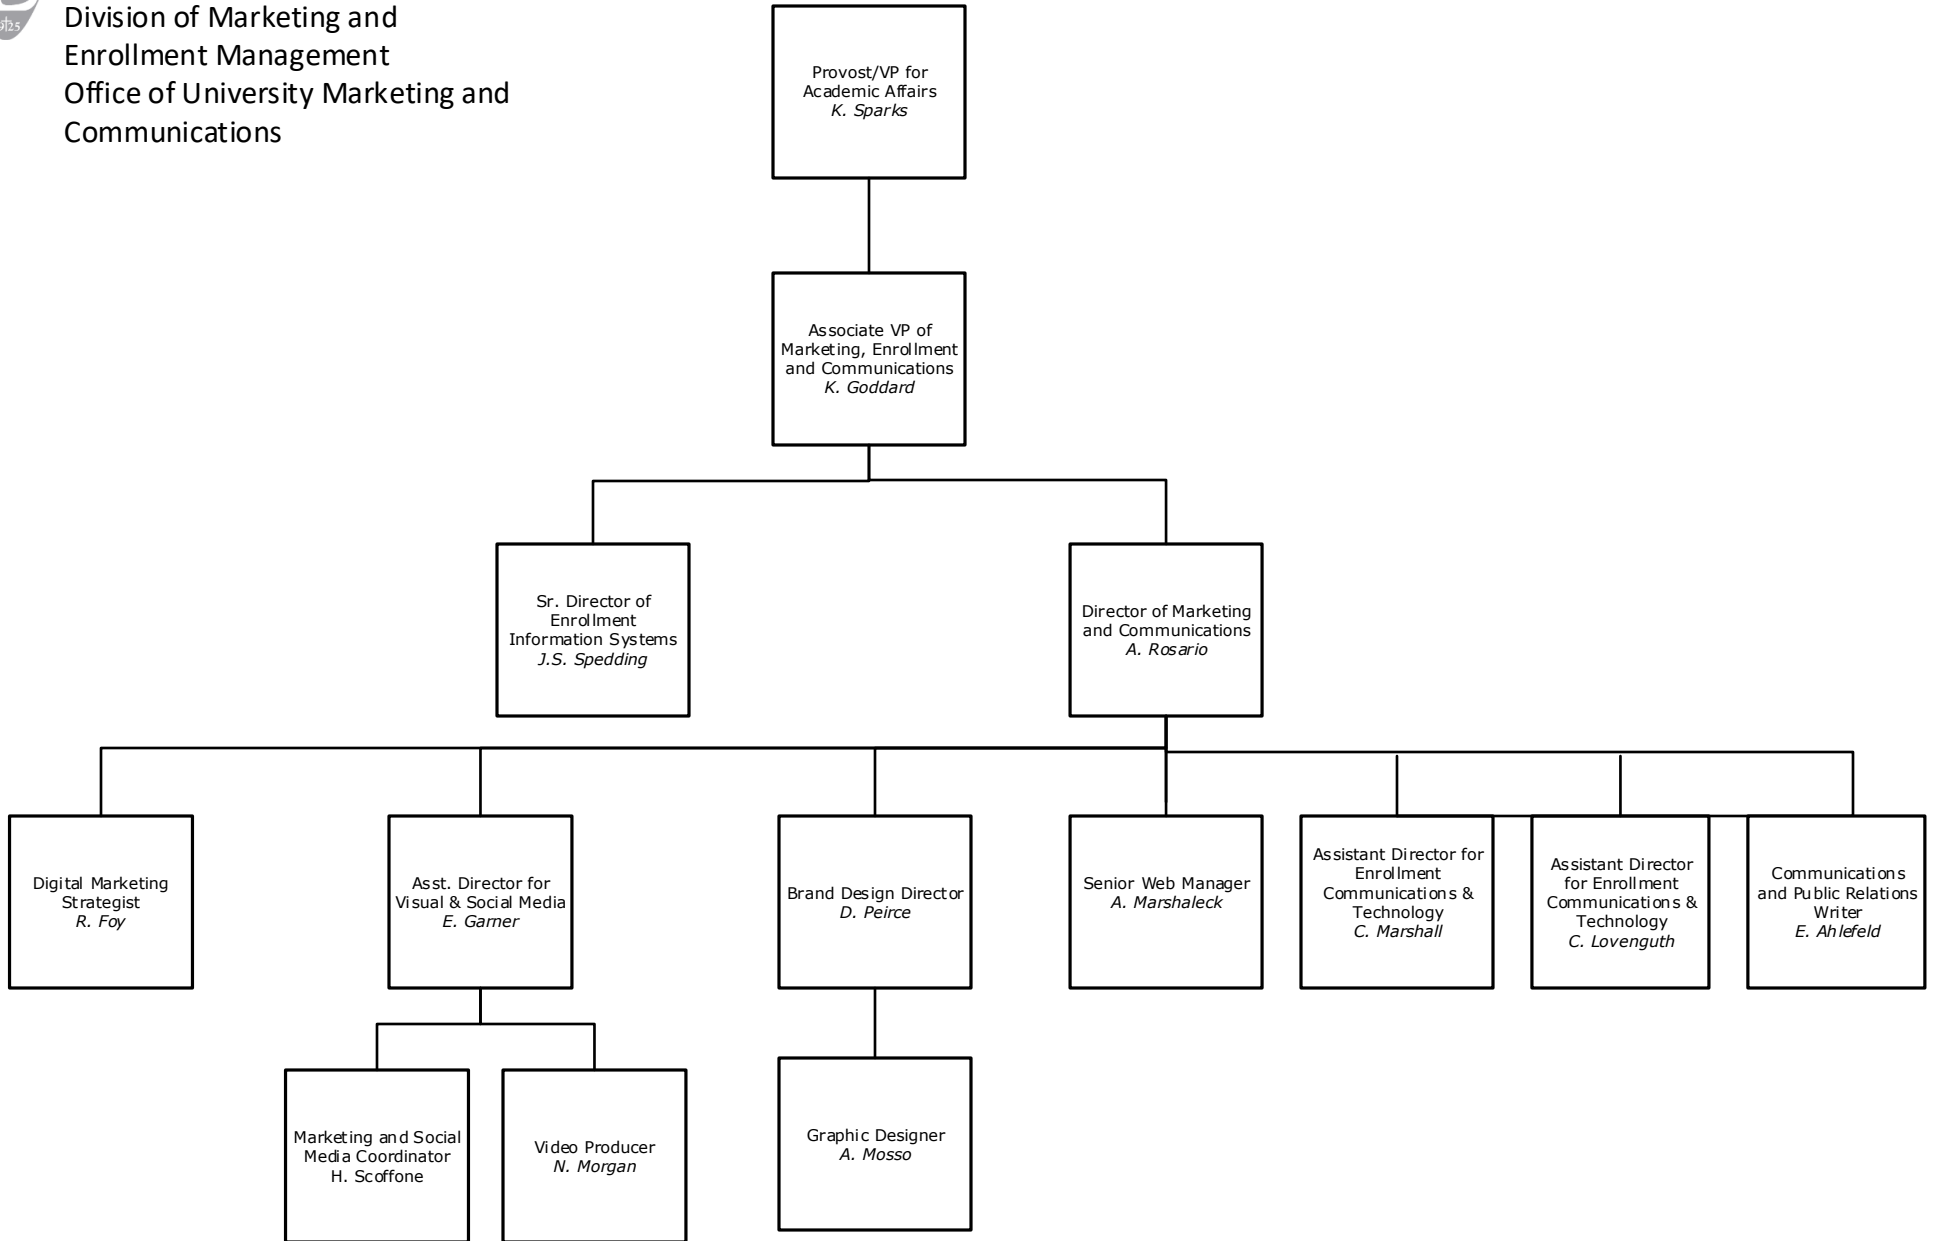 Division of Marketing and
Enrollment Management
Office of University Marketing and
Communications
Provost/VP for
Academic Affairs
K. Sparks
Associate VP of
Marketing, Enrollment
and Communications
K. Goddard
Sr. Director of
Enrollment
Information Systems
J.S. Spedding
Director of Marketing
and Communications
A. Rosario
Digital Marketing
Strategist
R. Foy
Asst. Director for
Visual & Social Media
E. Garner
Brand Design Director
D. Peirce
Senior Web Manager
A. Marshaleck
Assistant Director for
Enrollment
Communications &
Technology
C. Marshall
Assistant Director
for Enrollment
Communications &
Technology
C. Lovenguth
Communications
and Public Relations
Writer
E. Ahlefeld
Marketing and Social
Media Coordinator
H. Scoffone
Video Producer
N. Morgan
Graphic Designer
A. Mosso